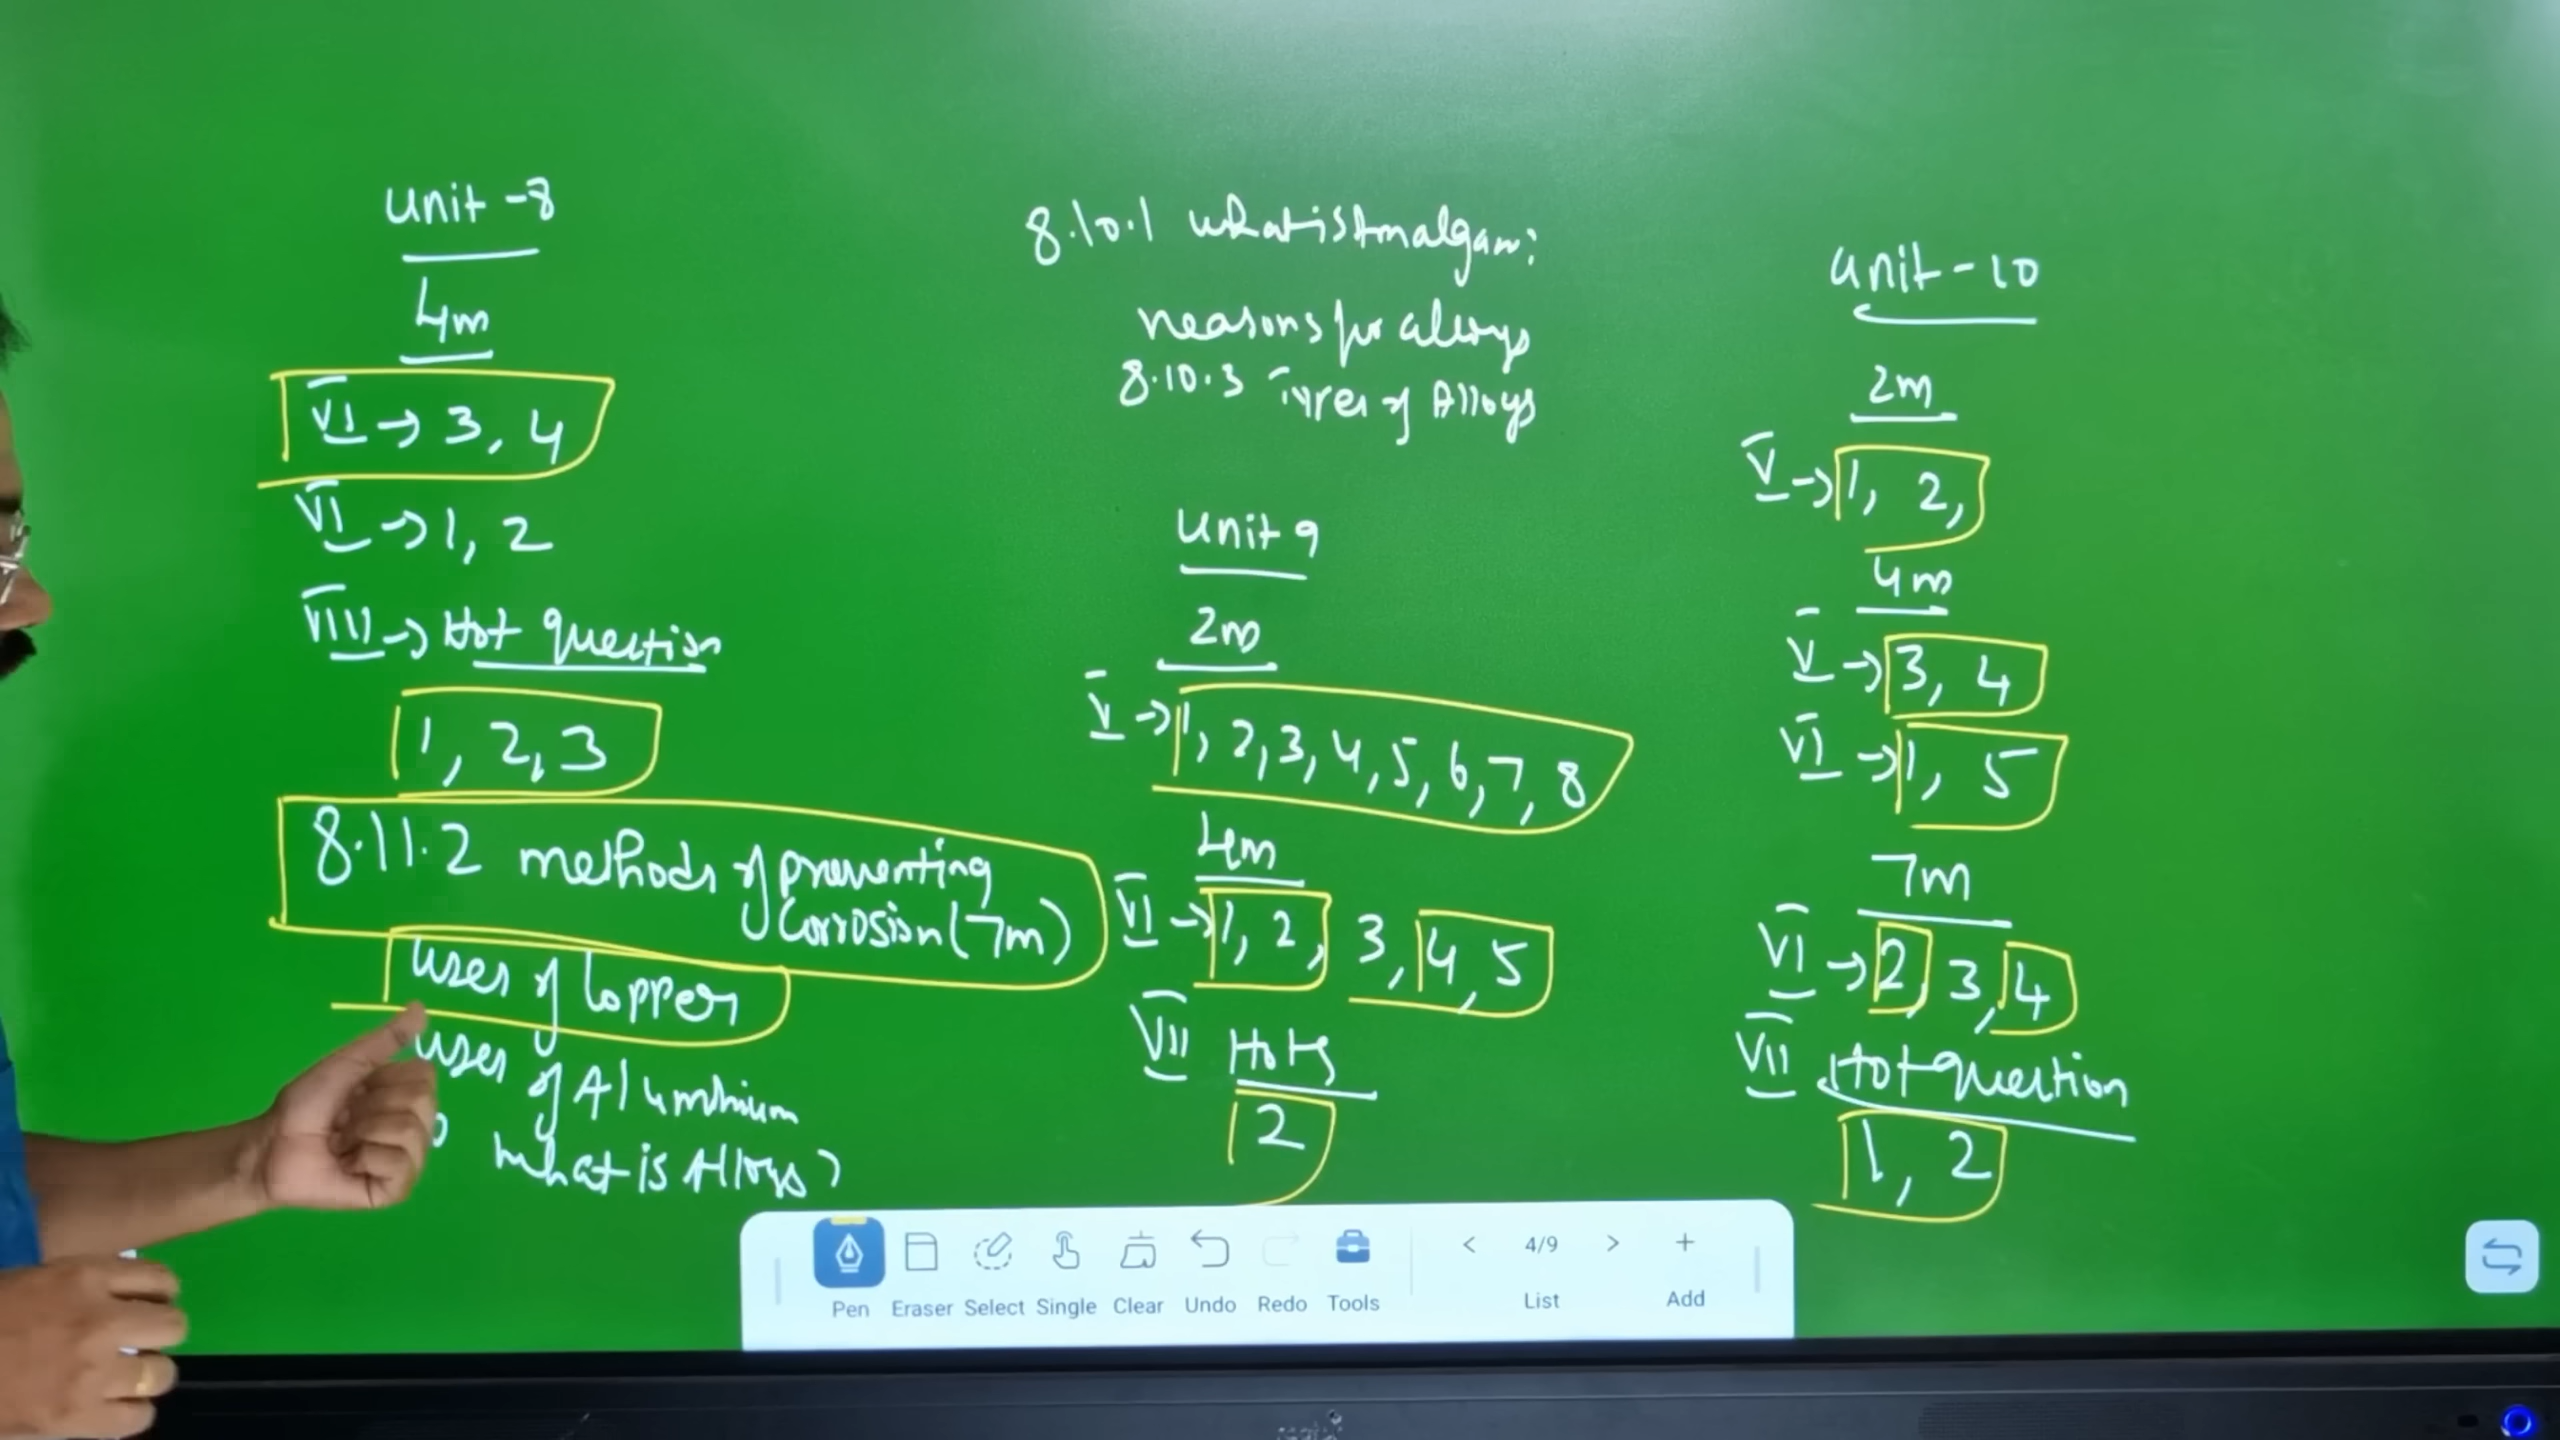 unit -8
4m
VI → 3, 4
VI → 1, 2
VIII → Hot question
1, 2, 3
8.11.2 methods of preventing
corrosion (7m)
uses of Copper
uses of Aluminium
what is Alloys?
8.10.1 what is Amalgam:
reasons for alloys
8.10.3 Types of Alloys
unit 9
2m
V → 1, 2, 3, 4, 5, 6, 7, 8
4m
VI → 1, 2, 3, 4, 5
VII Hots
2
unit - 10
2m
V → 1, 2,
4m
V → 3, 4
VI → 1, 5
7m
VI → 2, 3, 4
VII Hot question
1, 2
Pen Eraser Select Single Clear Undo Redo Tools < 4/9 > List + Add